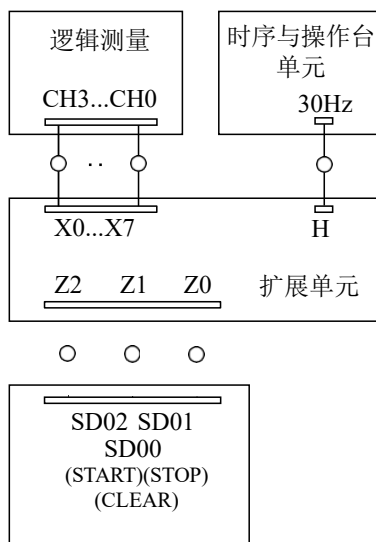 逻辑测量
CH3...CH0
时序与操作台
单元
30Hz
X0...X7
H
Z2 Z1 Z0
扩展单元
SD02 SD01
SD00
(START)(STOP)
(CLEAR)